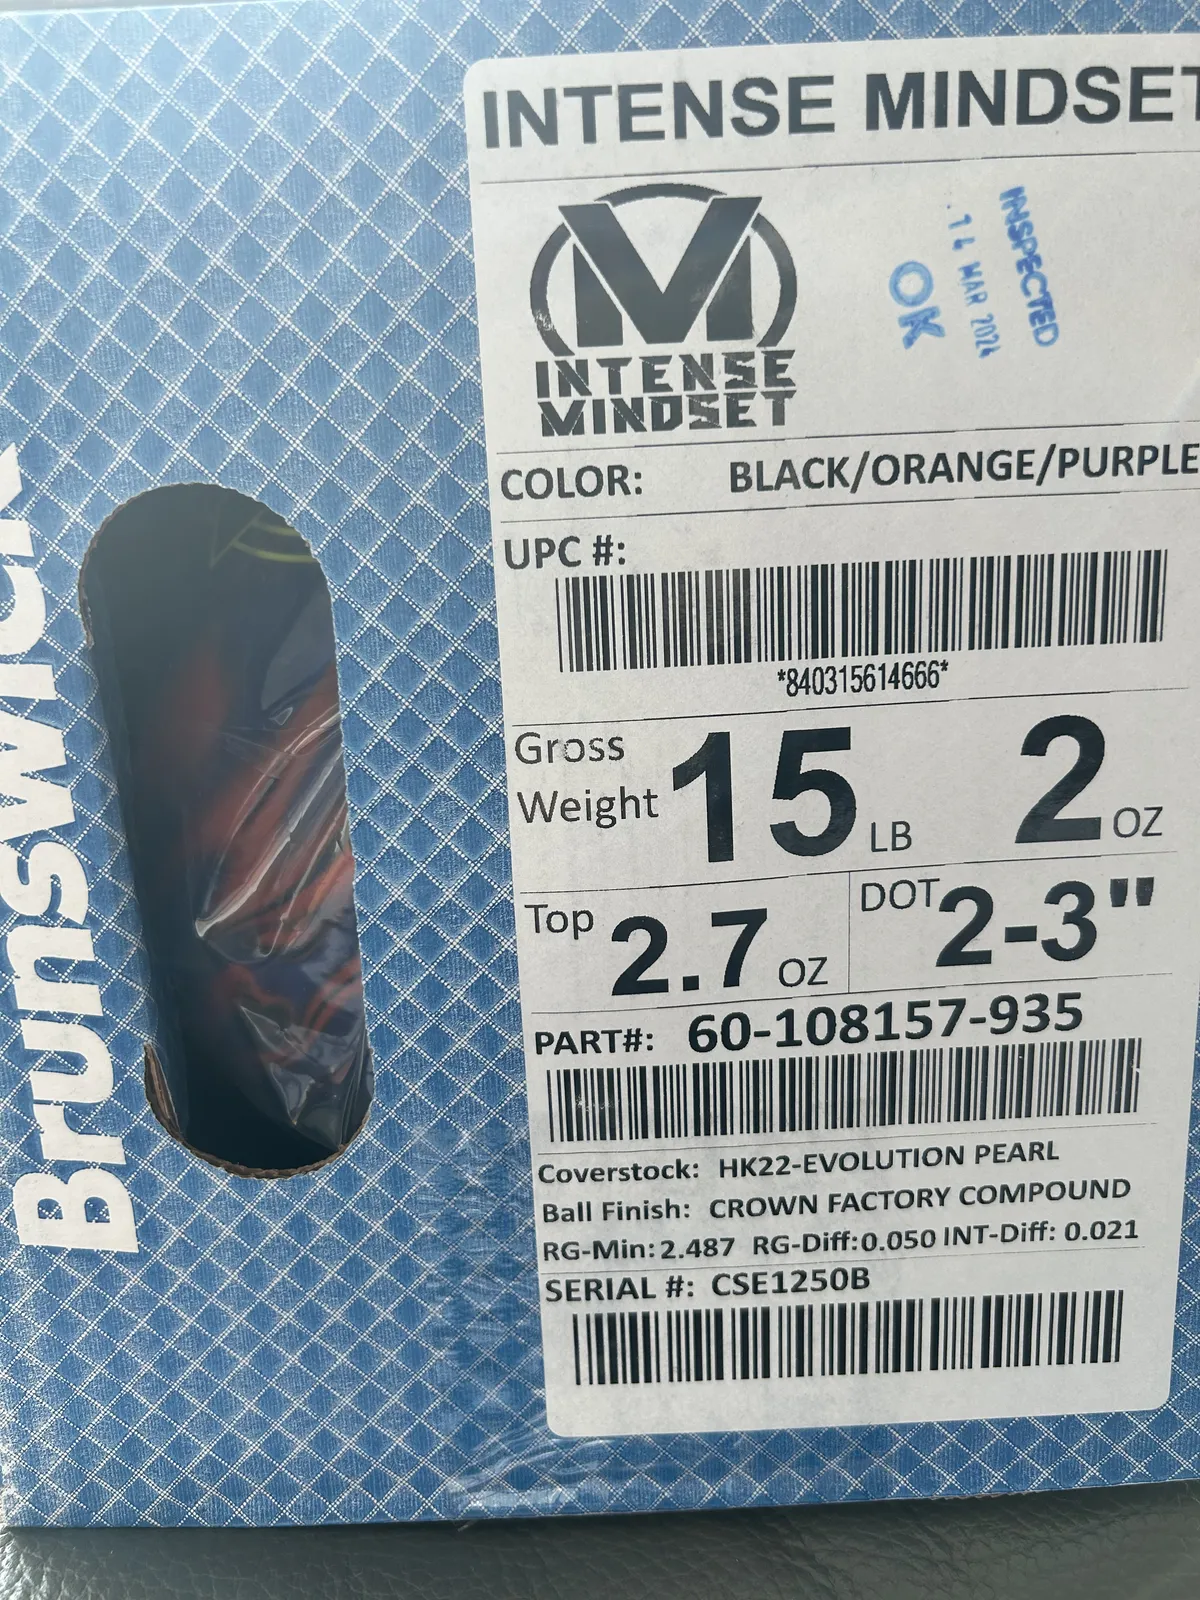 Brunswick
INTENSE MINDSET
INTENSE
MINDSET
INSPECTED
14 MAR 2024
OK
COLOR: BLACK/ORANGE/PURPLE
UPC #:
*840315614666*
Gross
Weight 15 LB 2 OZ
Top 2.7 OZ DOT 2-3"
PART#: 60-108157-935
Coverstock: HK22-EVOLUTION PEARL
Ball Finish: CROWN FACTORY COMPOUND
RG-Min: 2.487 RG-Diff: 0.050 INT-Diff: 0.021
SERIAL #: CSE1250B